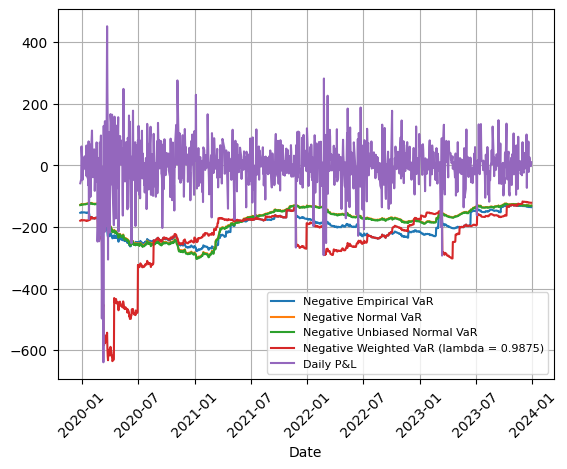 400
200
0
−200
−400
−600
Negative Empirical VaR
Negative Normal VaR
Negative Unbiased Normal VaR
Negative Weighted VaR (lambda = 0.9875)
Daily P&L
2020-01
2020-07
2021-01
2021-07
2022-01
2022-07
2023-01
2023-07
2024-01
Date